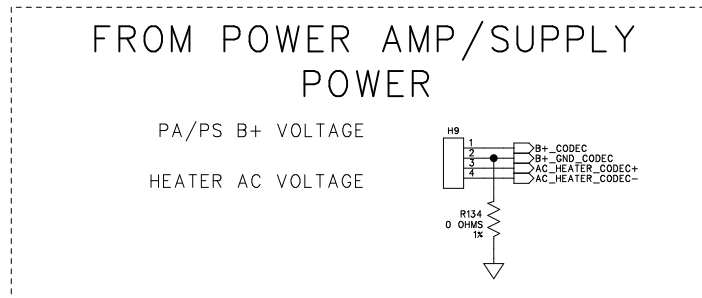 FROM POWER AMP/SUPPLY
POWER
PA/PS B+ VOLTAGE
HEATER AC VOLTAGE
H9
1
2
3
4
B+_CODEC
B+_GND_CODEC
AC_HEATER_CODEC+
AC_HEATER_CODEC-
R134
0 OHMS
1%